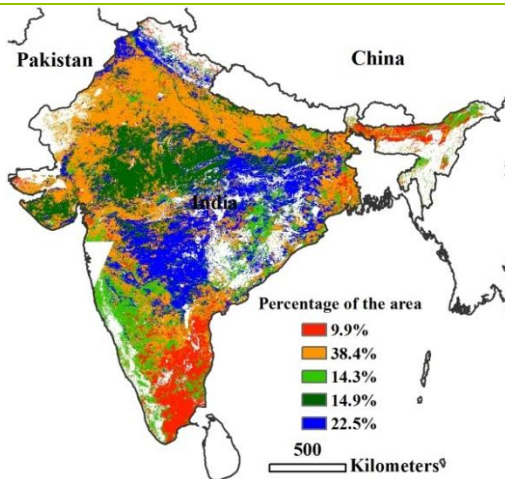 Pakistan
China
India
Percentage of the area
9.9%
38.4%
14.3%
14.9%
22.5%
500
Kilometers